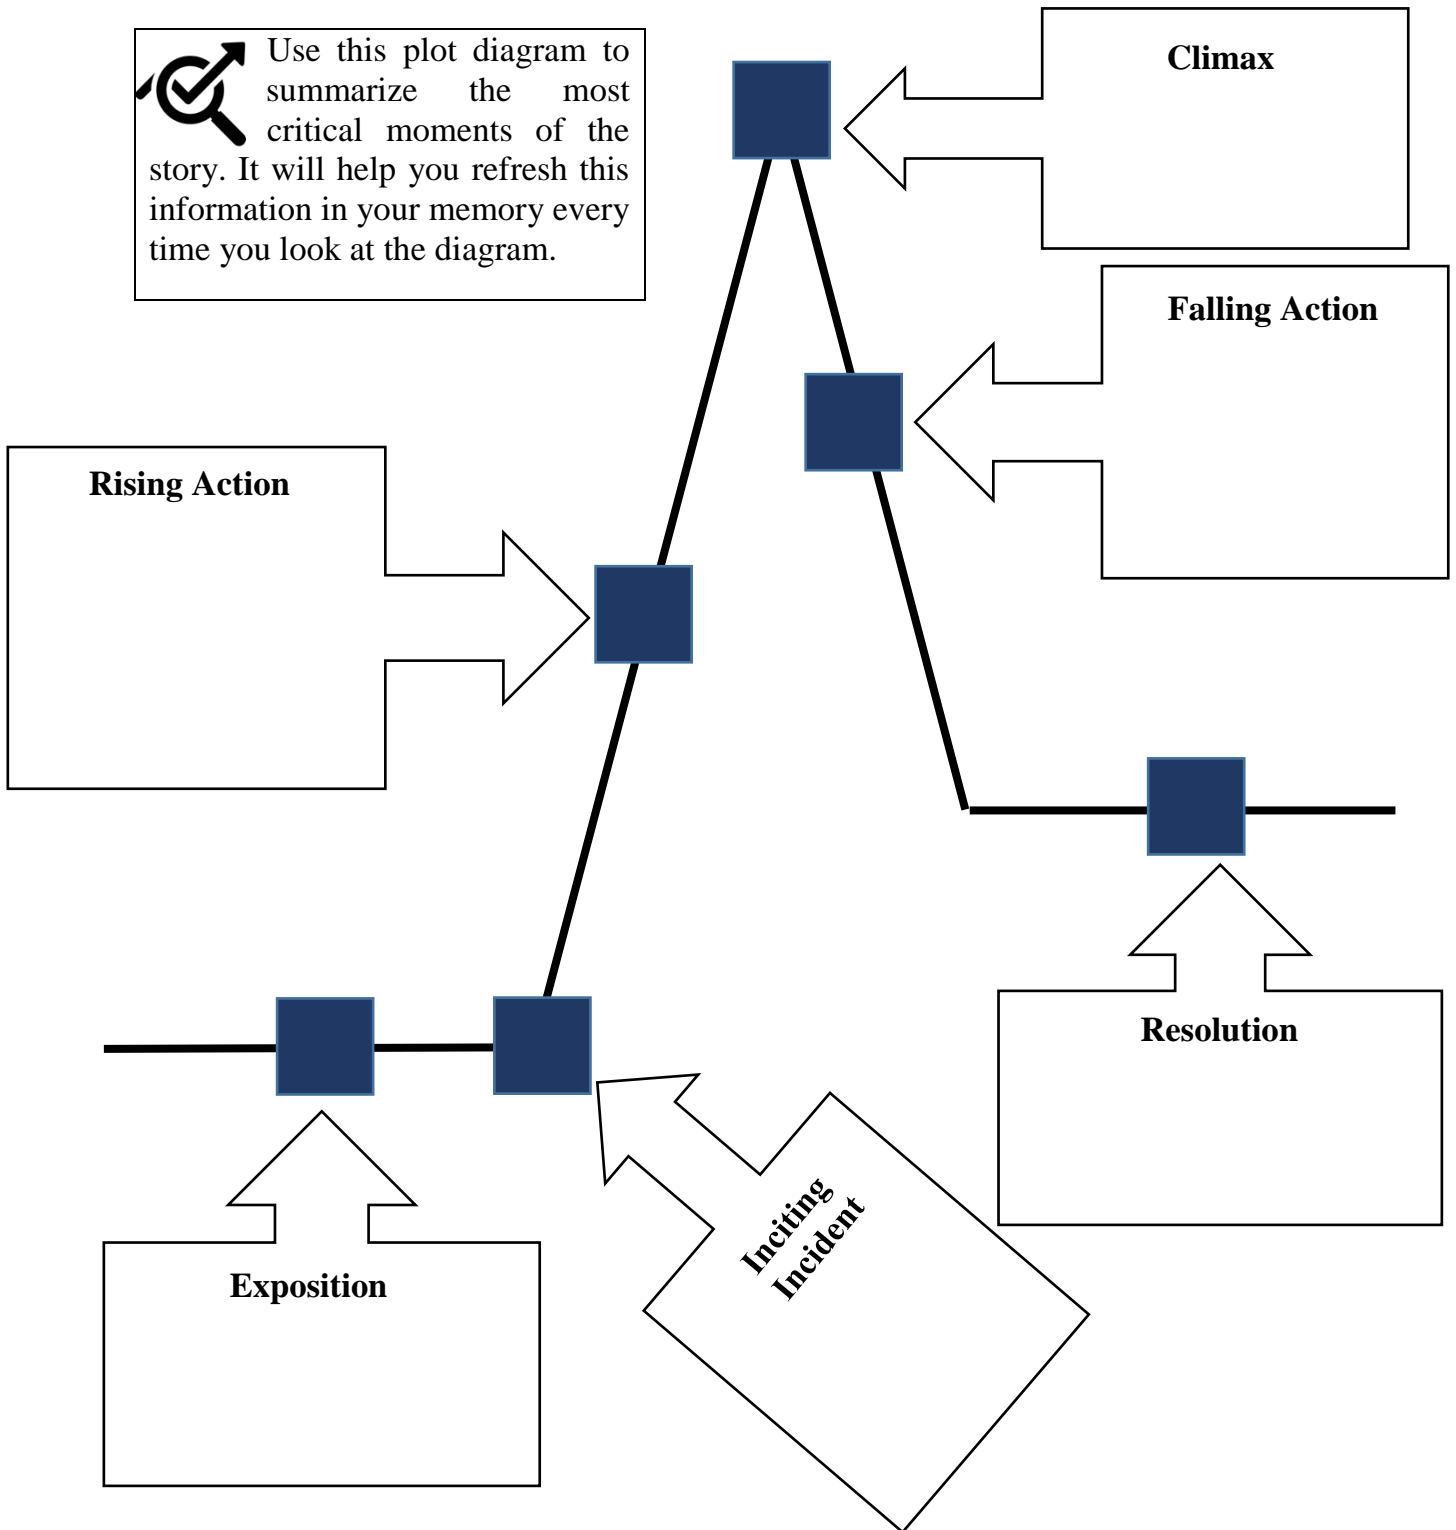 Use this plot diagram to
summarize the most
critical moments of the
story. It will help you refresh this
information in your memory every
time you look at the diagram.
Climax
Falling Action
Rising Action
Resolution
Inciting
Incident
Exposition